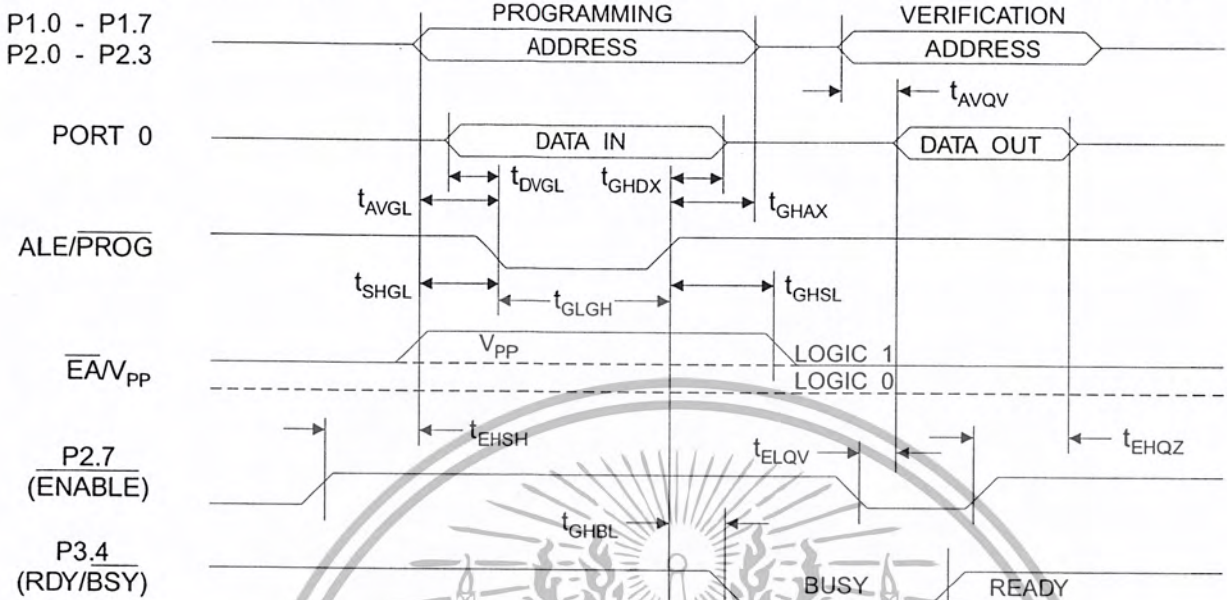 PROGRAMMING VERIFICATION
P1.0 - P1.7
P2.0 - P2.3
ADDRESS ADDRESS
tAVQV
PORT 0
DATA IN DATA OUT
tDVGL tGHDX
tAVGL tGHAX
ALE/PROG
tSHGL tGLGH tGHSL
EA/VPP
VPP LOGIC 1
LOGIC 0
tEHSH tELQV tEHQZ
P2.7
(ENABLE)
tGHBL
P3.4
(RDY/BSY)
BUSY READY